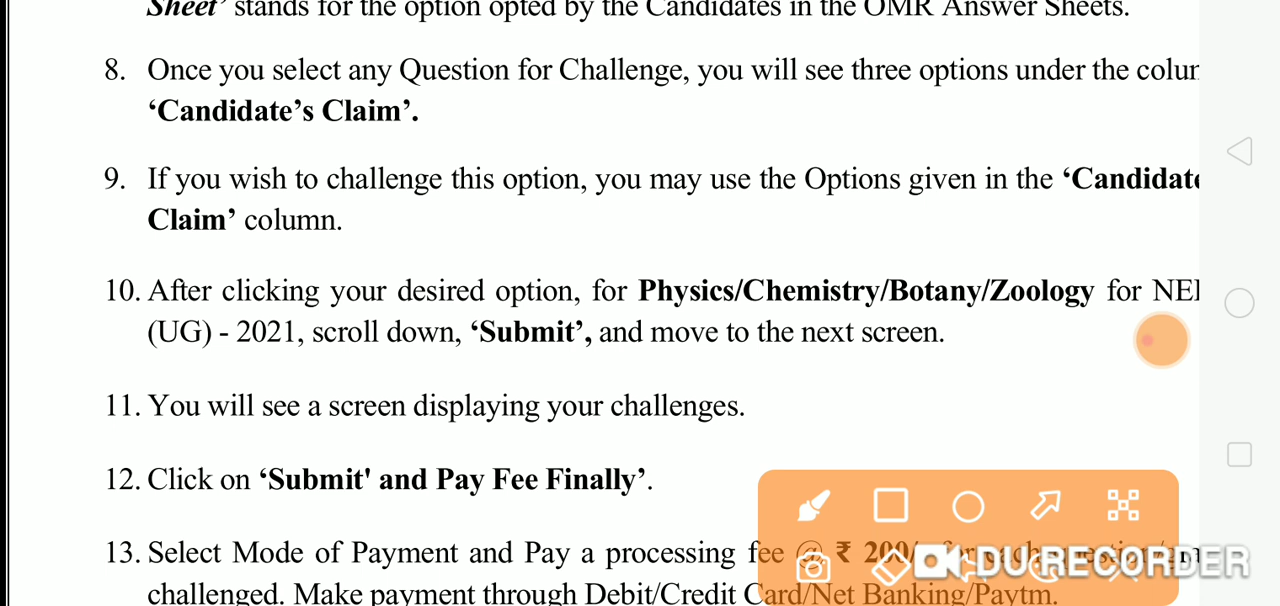 Sheet’ stands for the option opted by the Candidates in the OMR Answer Sheets.
8. Once you select any Question for Challenge, you will see three options under the
‘Candidate’s Claim’.
9. If you wish to challenge this option, you may use the Options given in the
Claim’ column.
10. After clicking your desired option, for Physics/Chemistry/Botany/Zoology for
(UG) - 2021, scroll down, ‘Submit’, and move to the next screen.
11. You will see a screen displaying your challenges.
12. Click on ‘Submit' and Pay Fee Finally’.
13. Select Mode of Payment and Pay a processing fee @ ₹ 200/-
challenged. Make payment through Debit/Credit Card/Net Banking/Paytm.
DU RECORDER